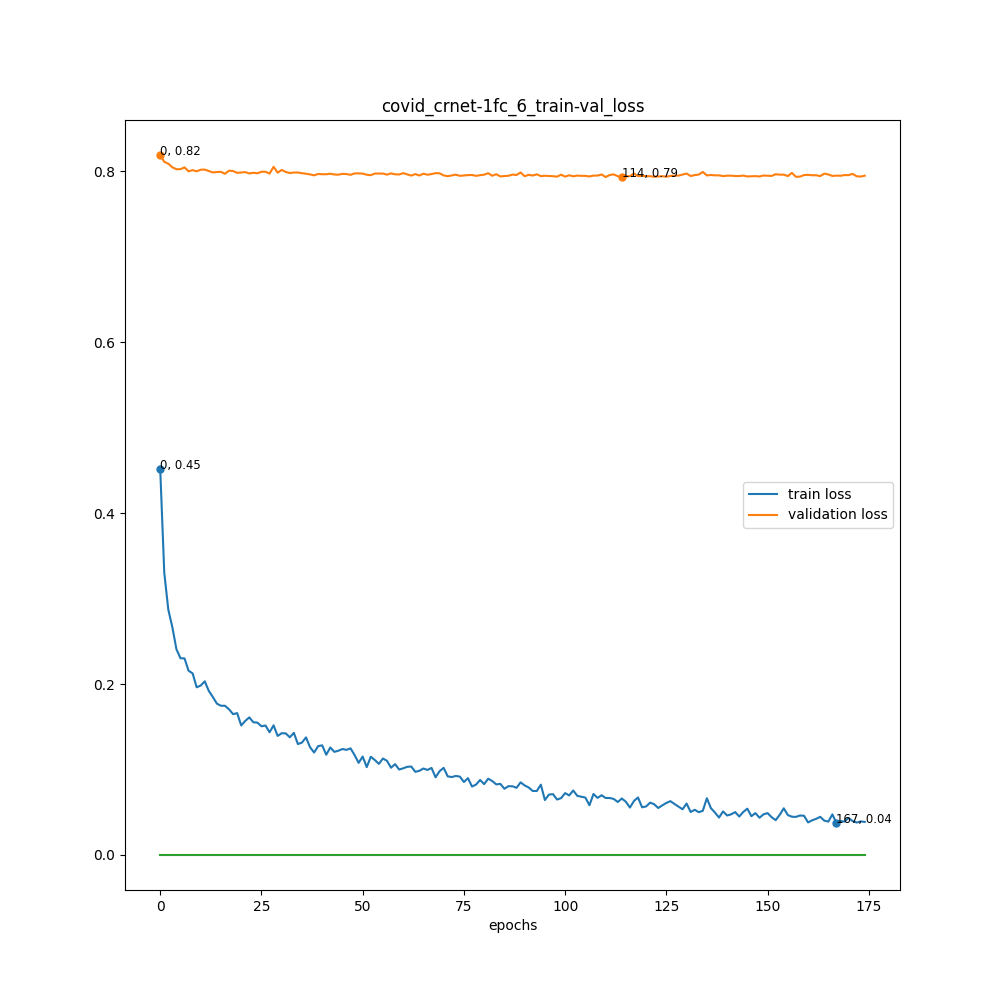 covid_crnet-1fc_6_train-val_loss
0, 0.82
114, 0.79
0.8
0.6
0, 0.45
0.4
train loss
validation loss
0.2
167, 0.04
0.0
0 25 50 75 100 125 150 175
epochs